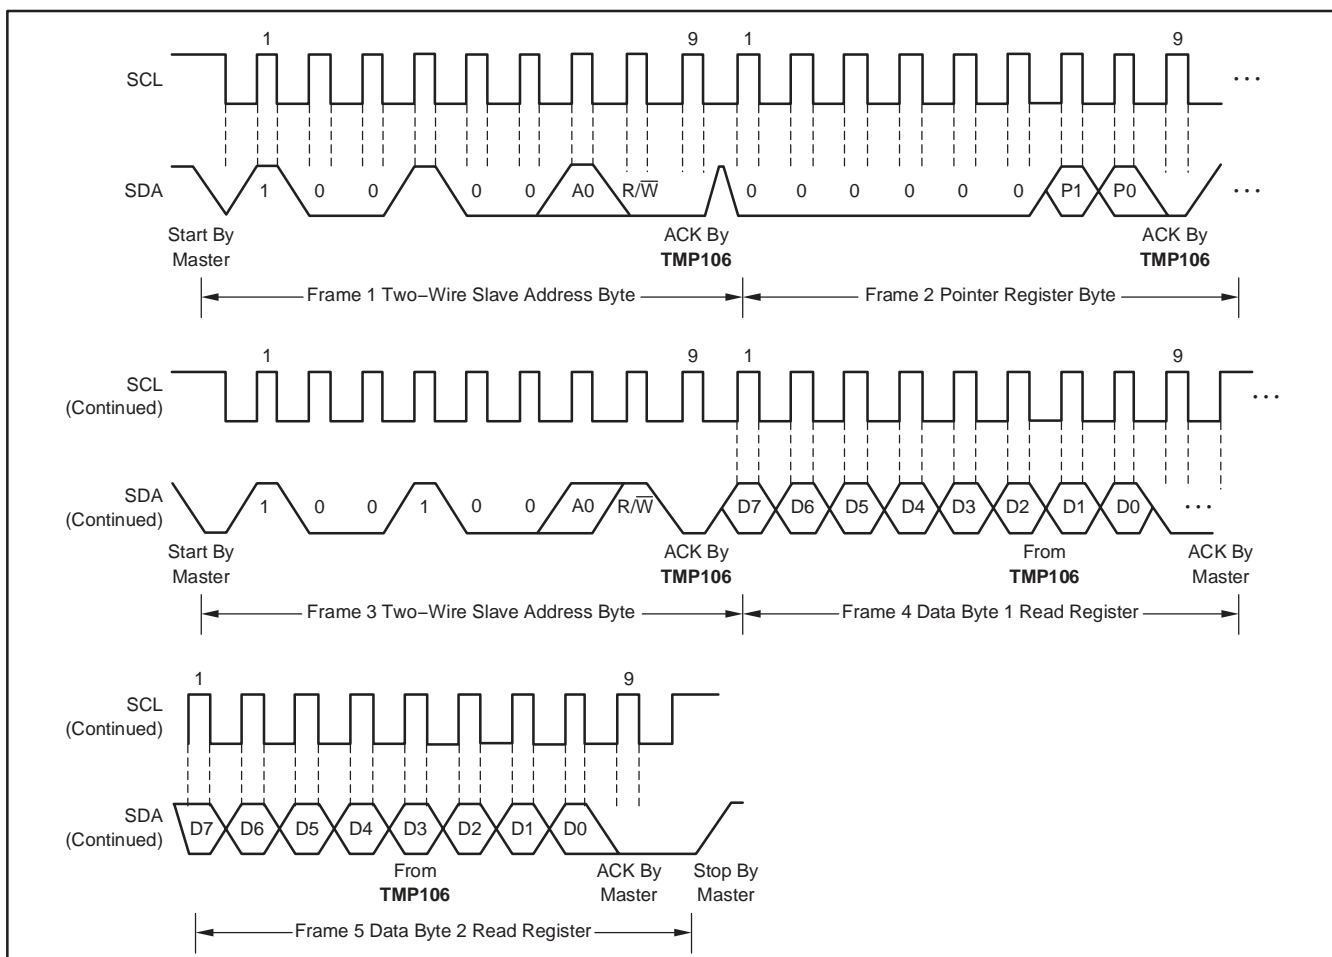 1 9 1 9
SCL ...
SDA 1 0 0 0 0 A0 R/W̅ 0 0 0 0 0 0 P1 P0 ...
Start By Master
ACK By TMP106
ACK By TMP106
Frame 1 Two−Wire Slave Address Byte
Frame 2 Pointer Register Byte
1 9 1 9
SCL (Continued) ...
SDA (Continued) 1 0 0 1 0 0 A0 R/W̅ D7 D6 D5 D4 D3 D2 D1 D0 ...
Start By Master
ACK By TMP106
From TMP106
ACK By Master
Frame 3 Two−Wire Slave Address Byte
Frame 4 Data Byte 1 Read Register
1 9
SCL (Continued)
SDA (Continued) D7 D6 D5 D4 D3 D2 D1 D0
From TMP106
ACK By Master
Stop By Master
Frame 5 Data Byte 2 Read Register